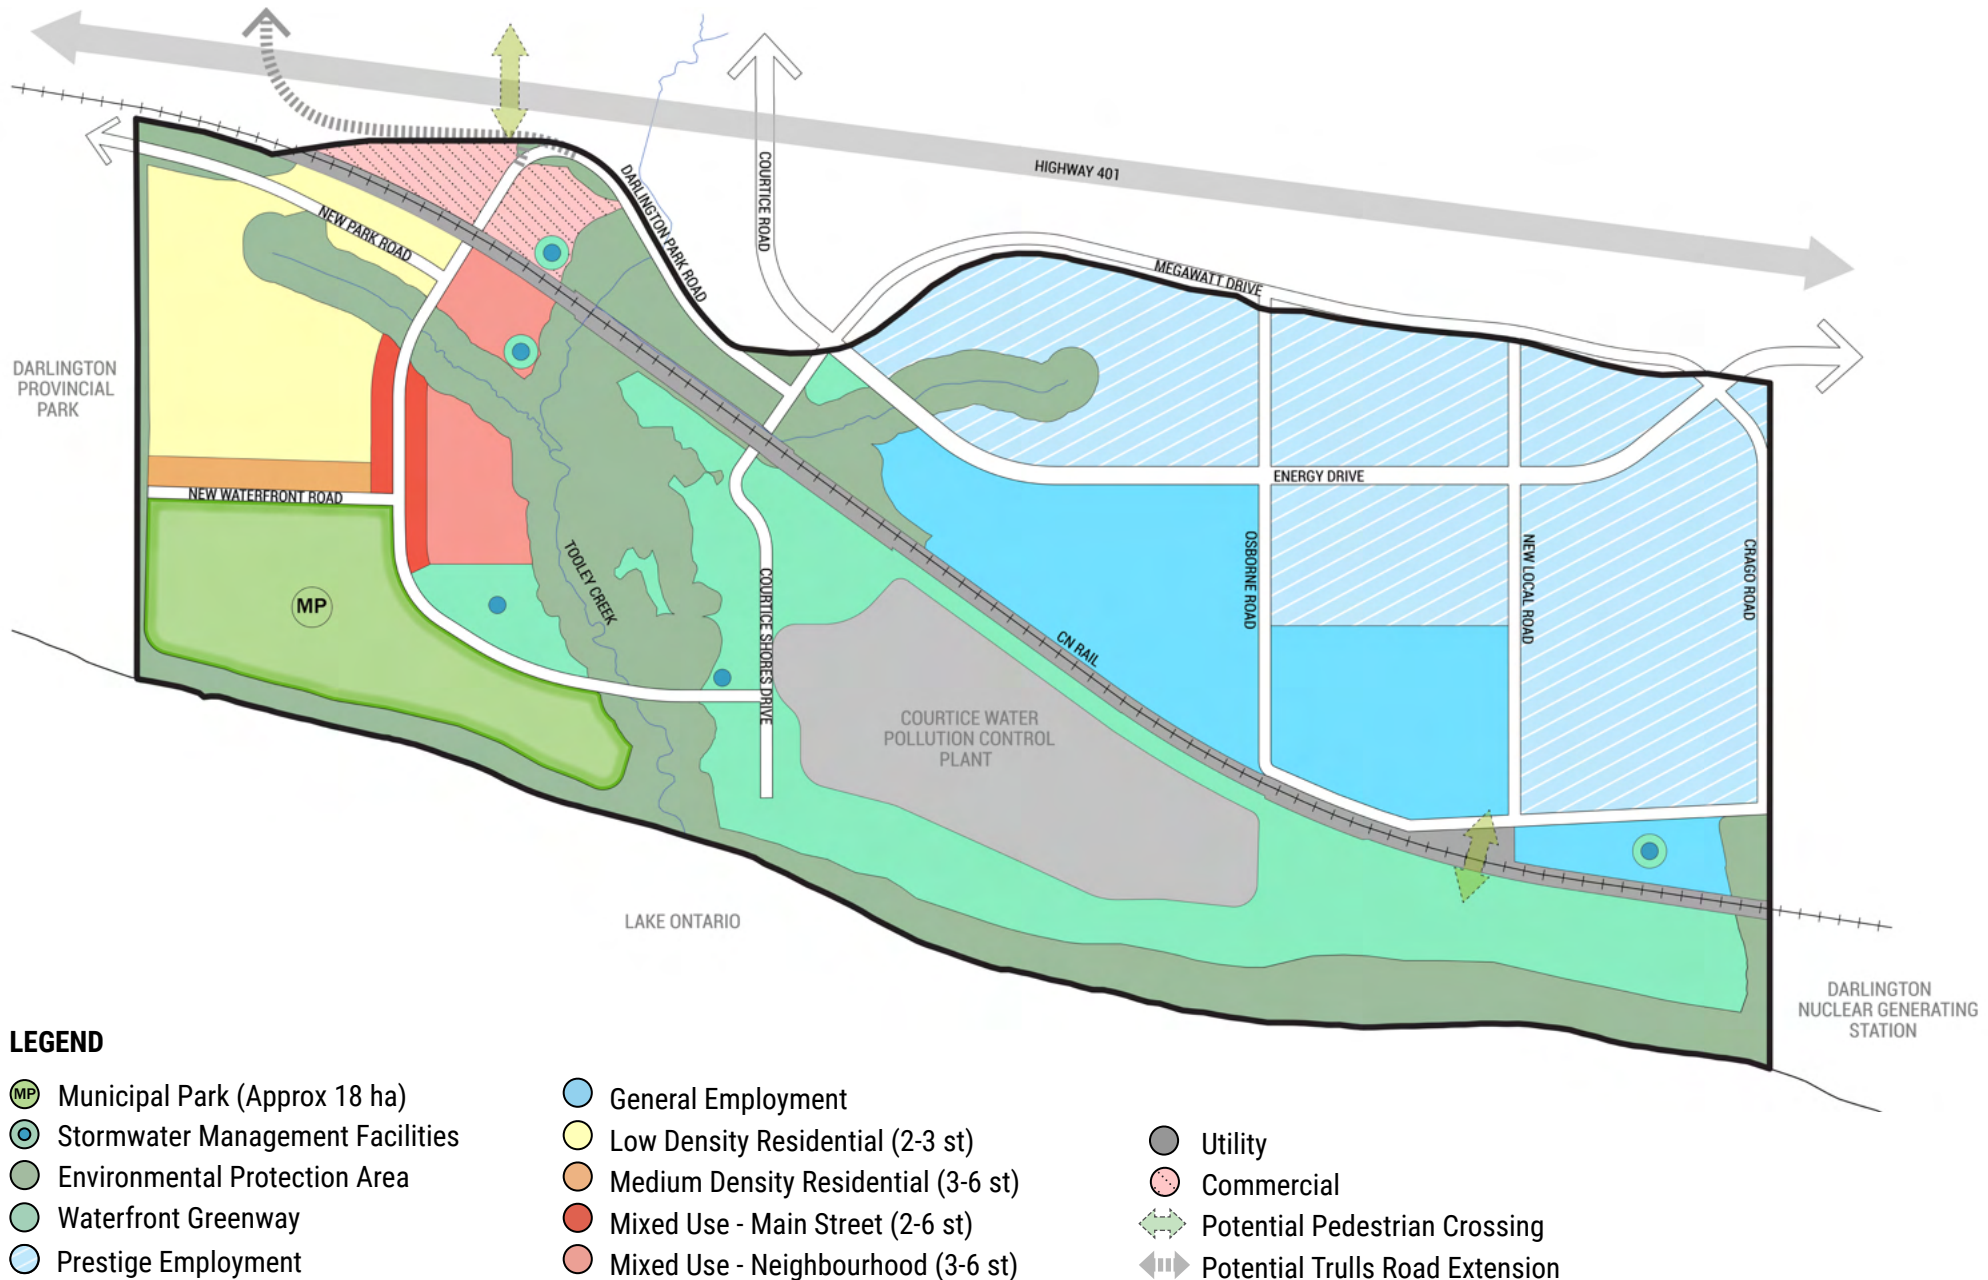 HIGHWAY 401
COURTICE ROAD
DARLINGTON PARK ROAD
NEW PARK ROAD
MEGAWATT DRIVE
DARLINGTON
PROVINCIAL
PARK
ENERGY DRIVE
NEW WATERFRONT ROAD
OSBORNE ROAD
NEW LOCAL ROAD
CRAGO ROAD
TOOLEY CREEK
COURTICE SHORES DRIVE
MP
CN RAIL
COURTICE WATER
POLLUTION CONTROL
PLANT
LAKE ONTARIO
DARLINGTON
NUCLEAR GENERATING
STATION
LEGEND
MP Municipal Park (Approx 18 ha)
Stormwater Management Facilities
Environmental Protection Area
Waterfront Greenway
Prestige Employment
General Employment
Low Density Residential (2-3 st)
Medium Density Residential (3-6 st)
Mixed Use - Main Street (2-6 st)
Mixed Use - Neighbourhood (3-6 st)
Utility
Commercial
Potential Pedestrian Crossing
Potential Trulls Road Extension